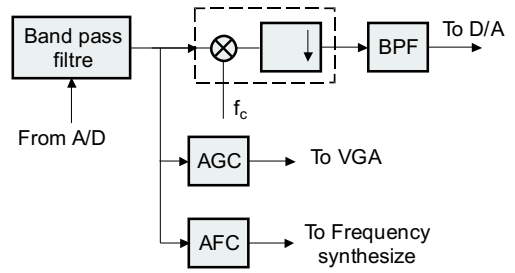 Band pass
filtre
From A/D
f_c
BPF
To D/A
AGC
To VGA
AFC
To Frequency
synthesize